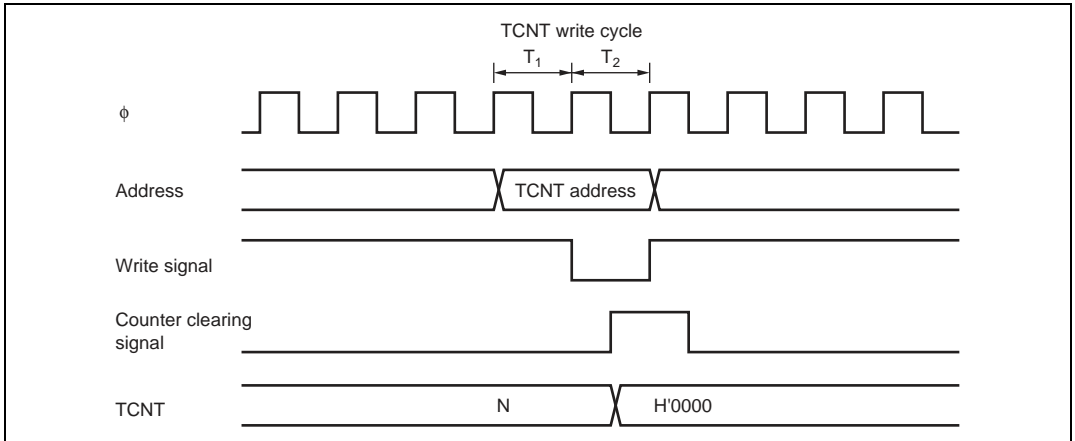 TCNT write cycle
T1 T2
ϕ
Address
TCNT address
Write signal
Counter clearing
signal
TCNT
N
H'0000